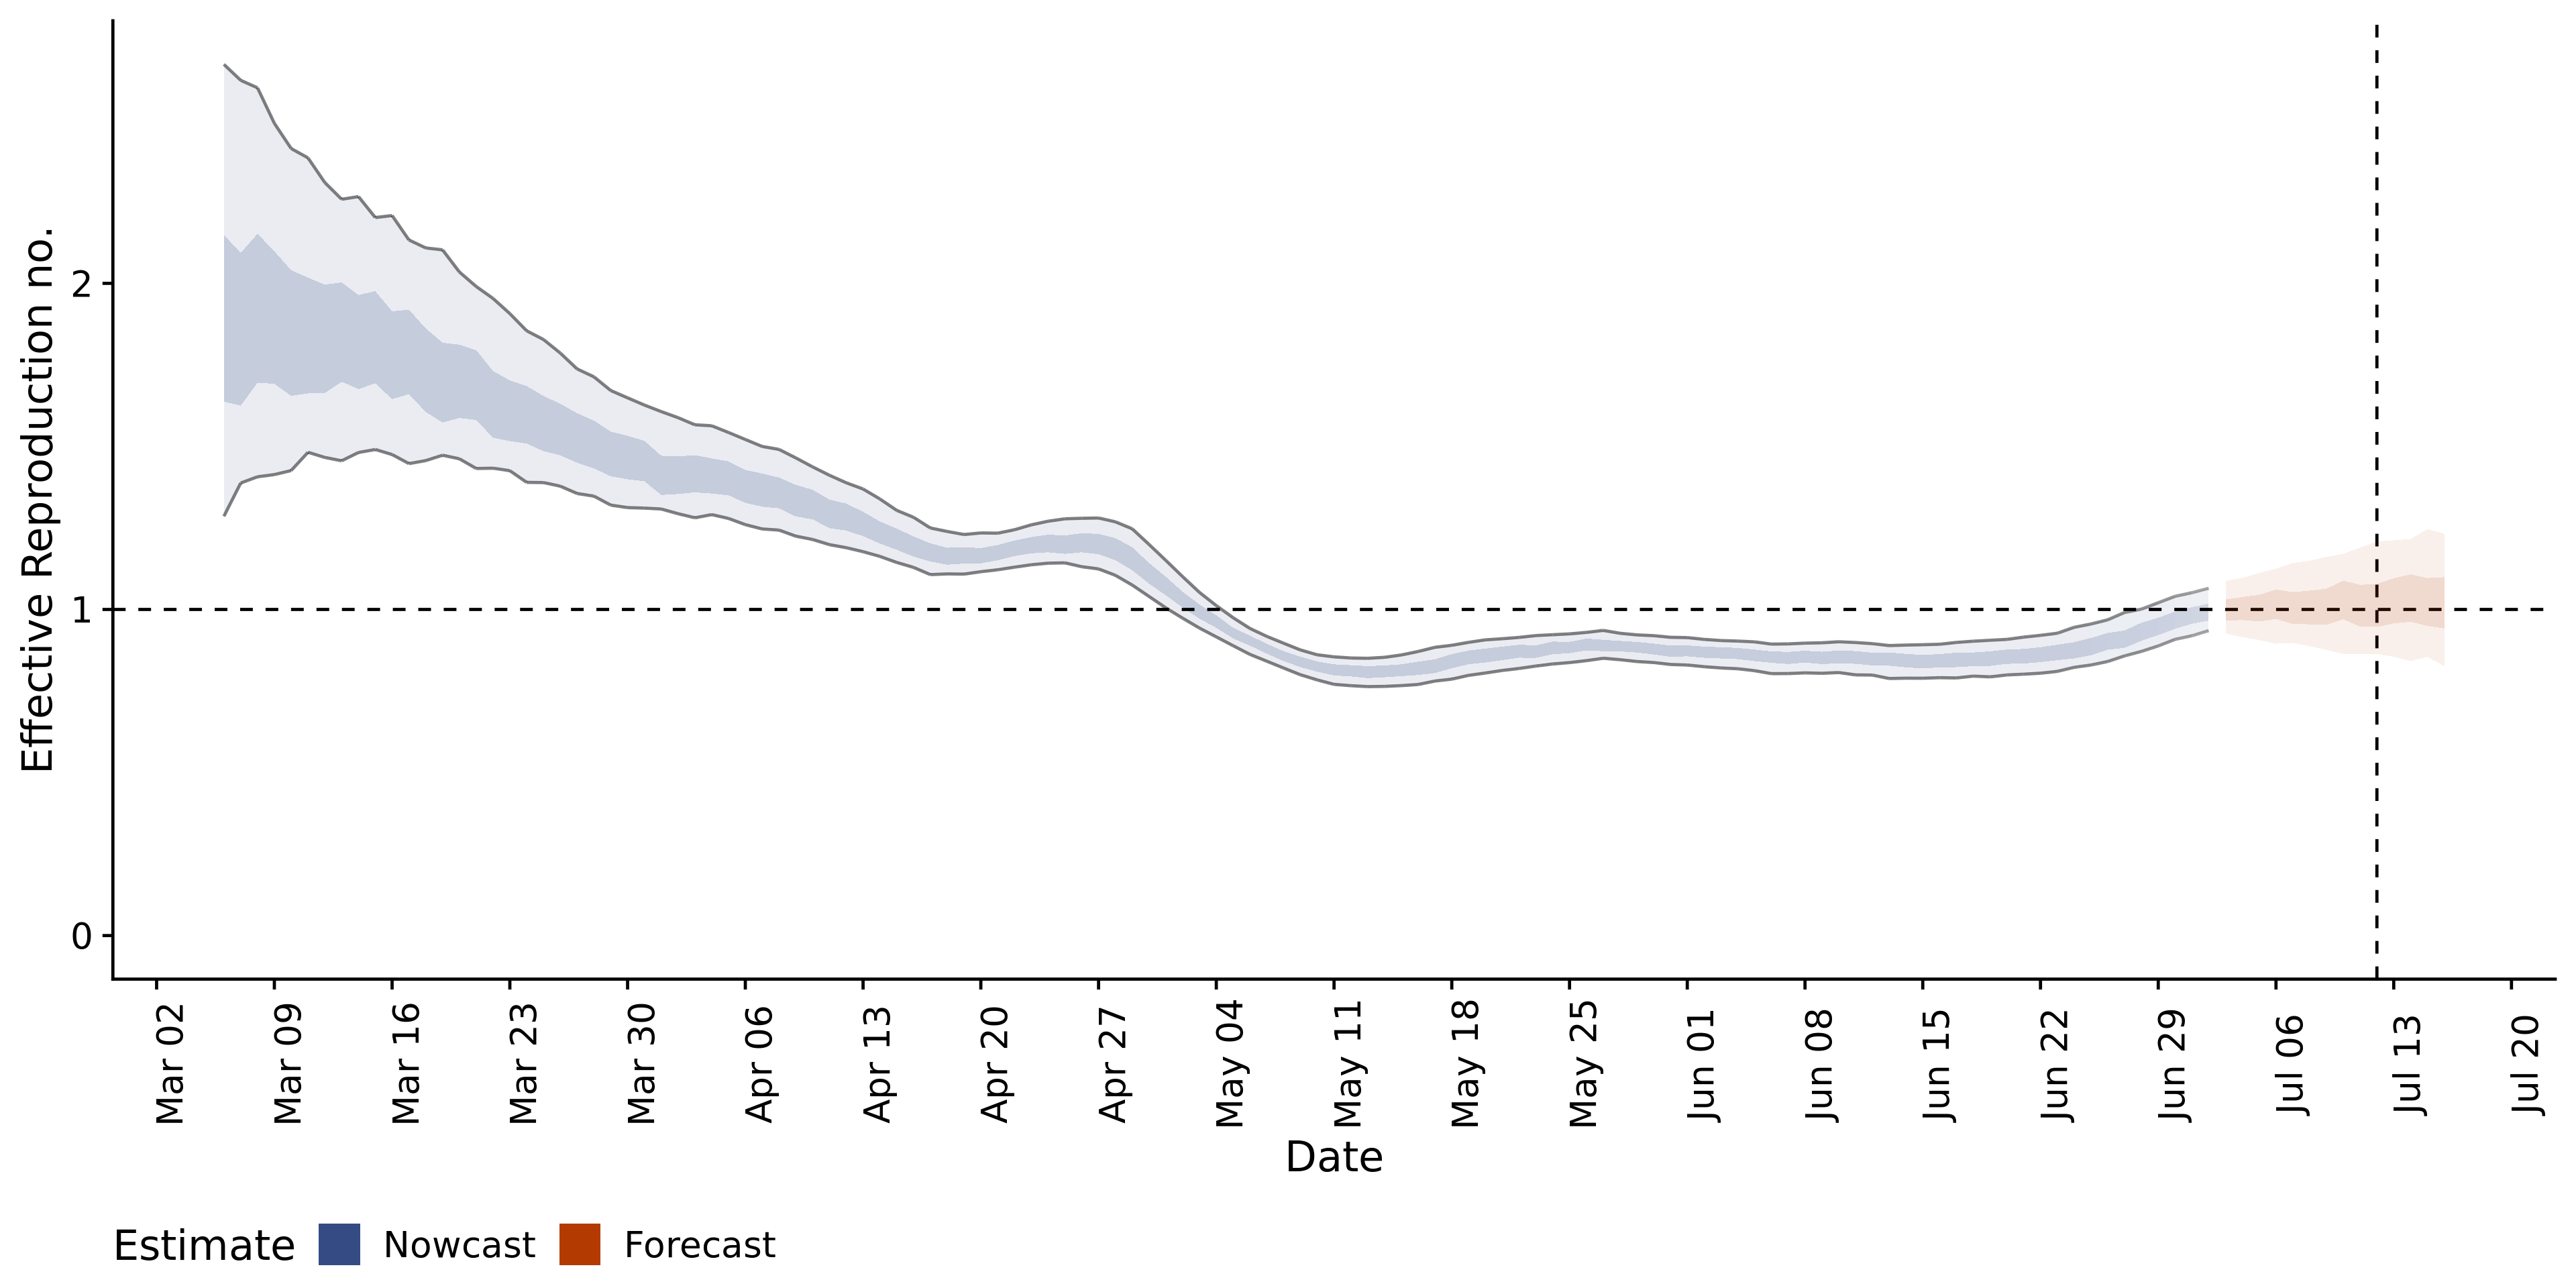 Effective Reproduction no.
2
1
0
Mar 02
Mar 09
Mar 16
Mar 23
Mar 30
Apr 06
Apr 13
Apr 20
Apr 27
May 04
May 11
May 18
May 25
Jun 01
Jun 08
Jun 15
Jun 22
Jun 29
Jul 06
Jul 13
Jul 20
Date
Estimate Nowcast Forecast